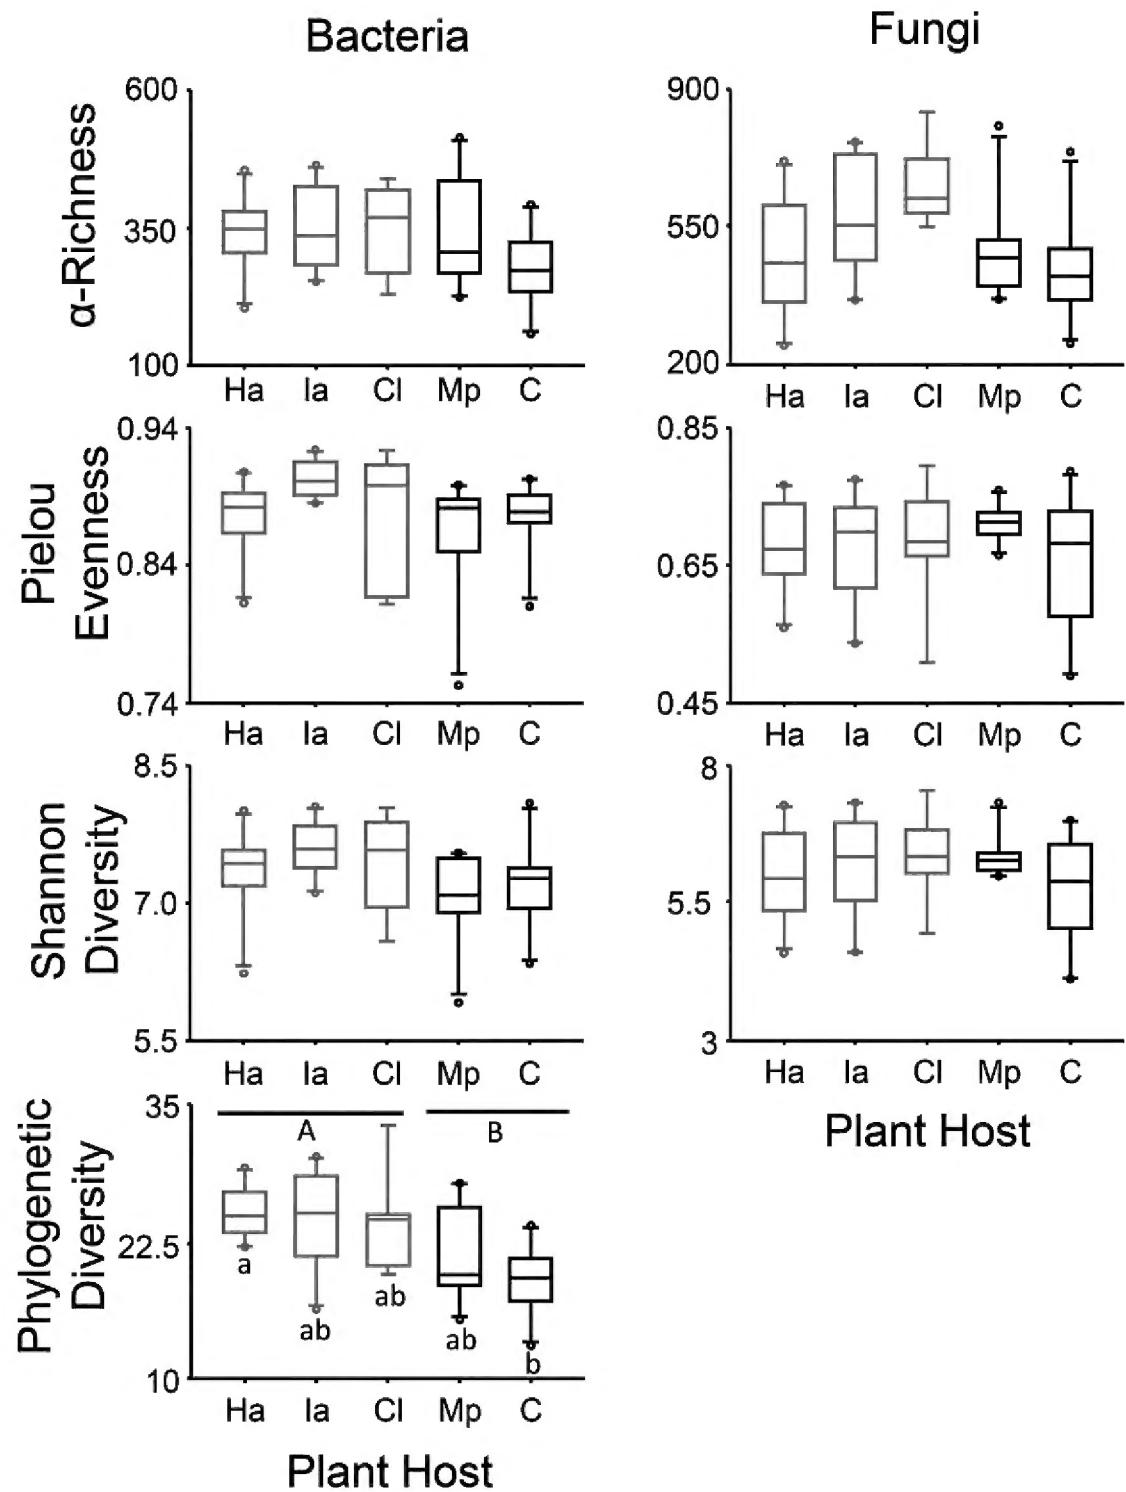 Bacteria
Fungi
α-Richness
600
350
100
Ha Ia Cl Mp C
900
550
200
Ha Ia Cl Mp C
Pielou
Evenness
0.94
0.84
0.74
Ha Ia Cl Mp C
0.85
0.65
0.45
Ha Ia Cl Mp C
Shannon
Diversity
8.5
7.0
5.5
Ha Ia Cl Mp C
8
5.5
3
Ha Ia Cl Mp C
Plant Host
Phylogenetic
Diversity
35
22.5
10
A B
a
ab
ab
ab
b
Ha Ia Cl Mp C
Plant Host